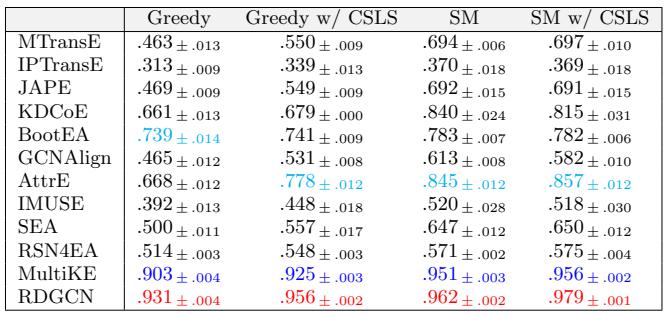 Greedy Greedy w/ CSLS SM SM w/ CSLS
MTransE .463 ± .013 .550 ± .009 .694 ± .006 .697 ± .010
IPTransE .313 ± .009 .339 ± .013 .370 ± .018 .369 ± .018
JAPE .469 ± .009 .549 ± .009 .692 ± .015 .691 ± .015
KDCoE .661 ± .013 .679 ± .000 .840 ± .024 .815 ± .031
BootEA .739 ± .014 .741 ± .009 .783 ± .007 .782 ± .006
GCNAlign .465 ± .012 .531 ± .008 .613 ± .008 .582 ± .010
AttrE .668 ± .012 .778 ± .012 .845 ± .012 .857 ± .012
IMUSE .392 ± .013 .448 ± .018 .520 ± .028 .518 ± .030
SEA .500 ± .011 .557 ± .017 .647 ± .012 .650 ± .012
RSN4EA .514 ± .003 .548 ± .003 .571 ± .002 .575 ± .004
MultiKE .903 ± .004 .925 ± .003 .951 ± .003 .956 ± .002
RDGCN .931 ± .004 .956 ± .002 .962 ± .002 .979 ± .001